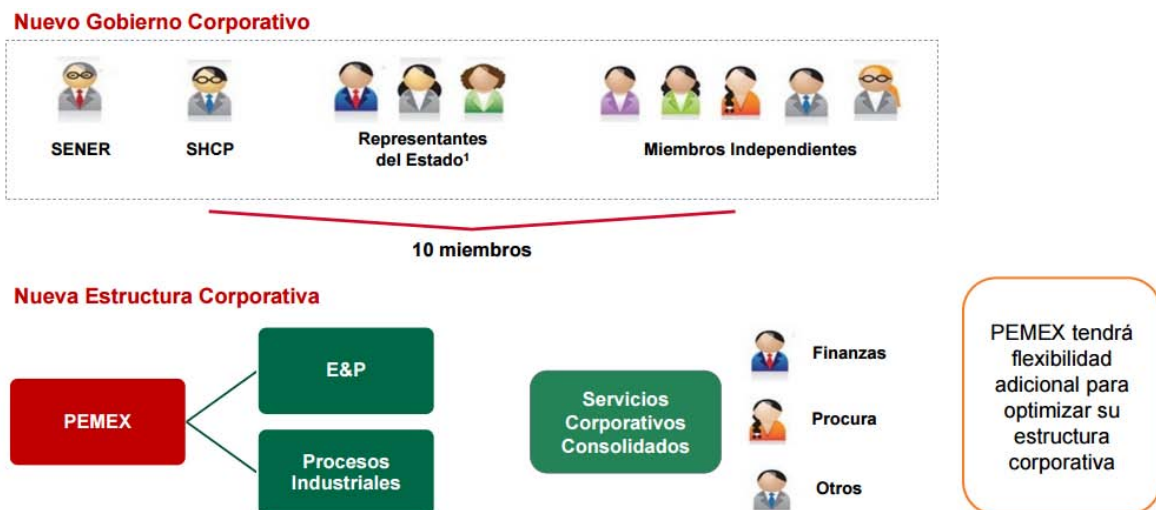 Nuevo Gobierno Corporativo
SENER
SHCP
Representantes
del Estado¹
Miembros Independientes
10 miembros
Nueva Estructura Corporativa
PEMEX
E&P
Procesos
Industriales
Servicios
Corporativos
Consolidados
Finanzas
Procura
Otros
PEMEX tendrá
flexibilidad
adicional para
optimizar su
estructura
corporativa